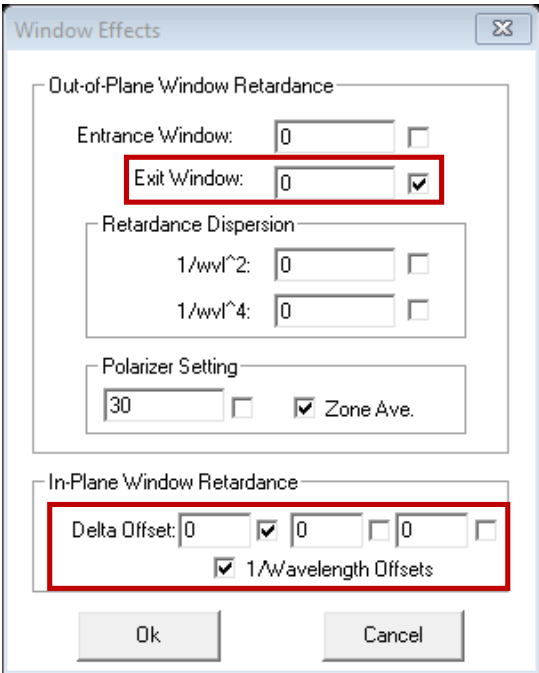 Window Effects
Out-of-Plane Window Retardance
Entrance Window: 0
Exit Window: 0
Retardance Dispersion
1/wvl^2: 0
1/wvl^4: 0
Polarizer Setting
30 Zone Ave.
In-Plane Window Retardance
Delta Offset: 0 0 0
1/Wavelength Offsets
Ok Cancel